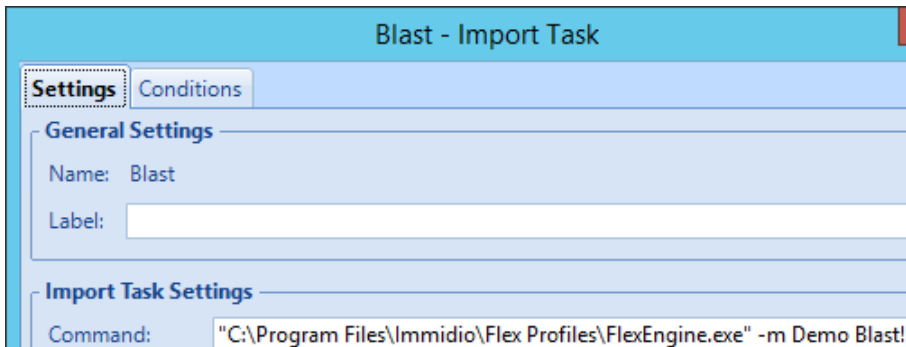 Blast - Import Task
Settings Conditions
General Settings
Name: Blast
Label:
Import Task Settings
Command: "C:\Program Files\Immidio\Flex Profiles\FlexEngine.exe" -m Demo Blast!